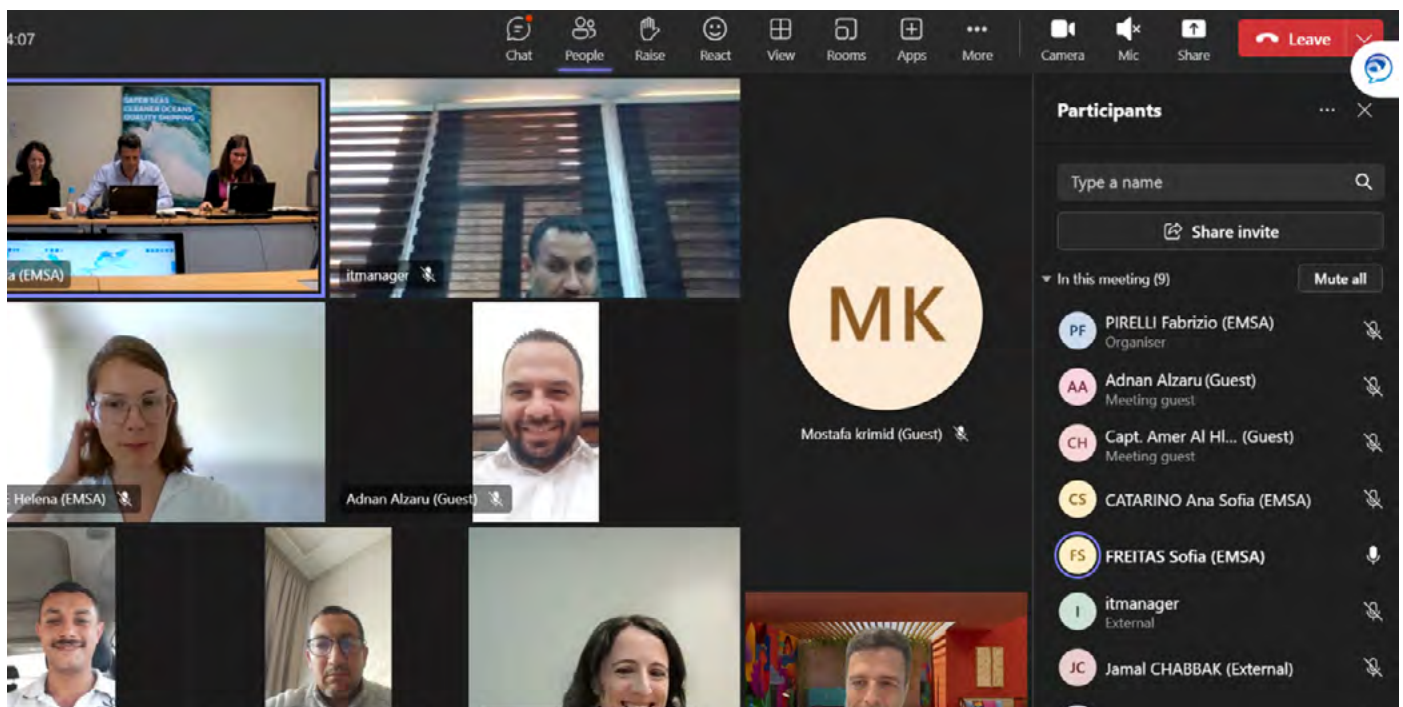 4:07
Chat
People
Raise
React
View
Rooms
Apps
More
Camera
Mic
Share
Leave
SAFER SEAS
CLEANER OCEANS
QUALITY SHIPPING
a (EMSA)
itmanager
Helena (EMSA)
Adnan Alzaru (Guest)
MK
Mostafa krimid (Guest)
Participants
Type a name
Share invite
In this meeting (9)
Mute all
PF
PIRELLI Fabrizio (EMSA)
Organiser
AA
Adnan Alzaru (Guest)
Meeting guest
CH
Capt. Amer Al Hl... (Guest)
Meeting guest
CS
CATARINO Ana Sofia (EMSA)
FS
FREITAS Sofia (EMSA)
I
itmanager
External
JC
Jamal CHABBAK (External)